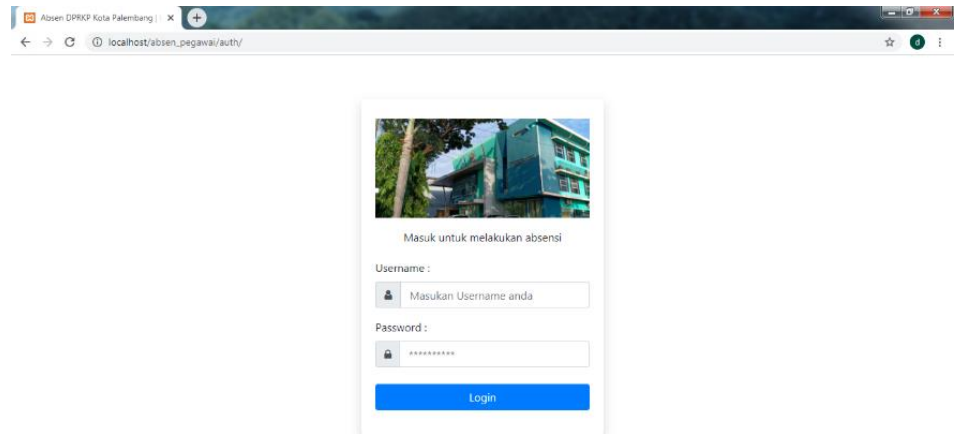 Absen DPRKP Kota Palembang |
localhost/absen_pegawai/auth/
d
Masuk untuk melakukan absensi
Username :
Masukan Username anda
Password :
**********
Login